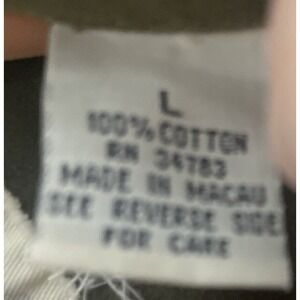 L
100% COTTON
RN 34783
MADE IN MACAU
SEE REVERSE SIDE
FOR CARE